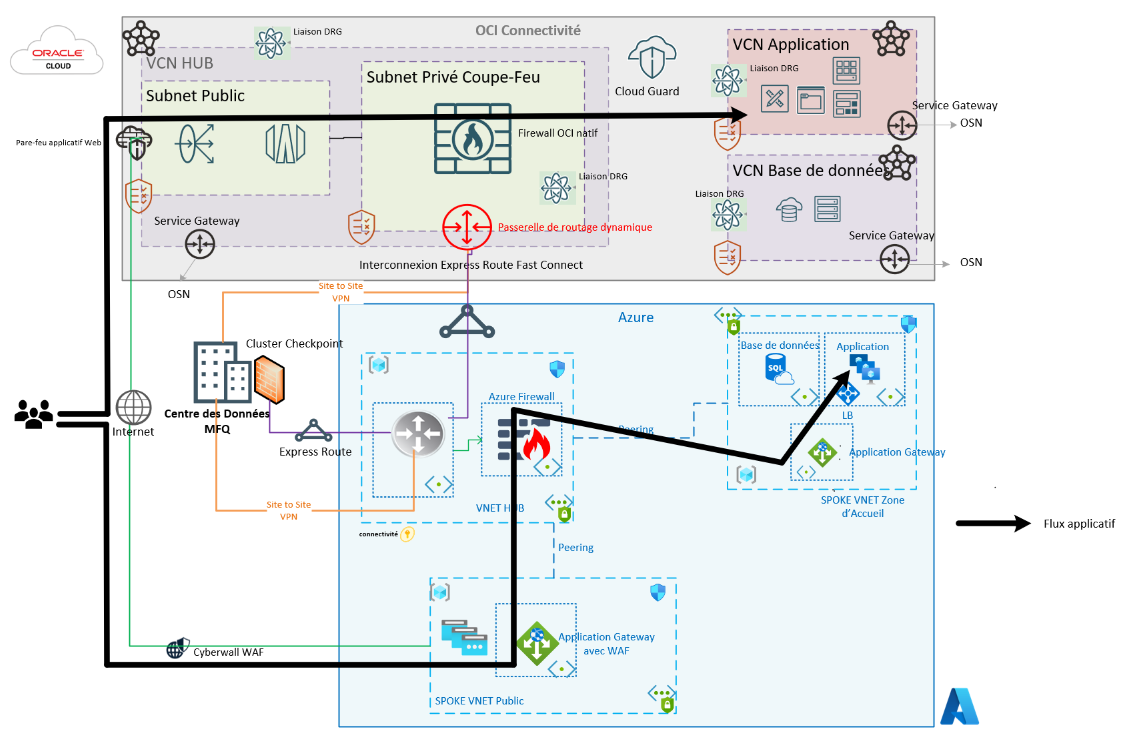 ORACLE
CLOUD
OCI Connectivité
Liaison DRG
VCN HUB
Subnet Public
Subnet Privé Coupe-Feu
Cloud Guard
VCN Application
Liaison DRG
Service Gateway
OSN
Pare-feu applicatif Web
Firewall OCI natif
Liaison DRG
VCN Base de données
Liaison DRG
Service Gateway
Passerelle de routage dynamique
Service Gateway
OSN
Interconnexion Express Route Fast Connect
OSN
Site to Site
VPN
Azure
Cluster Checkpoint
Base de données
SQL
Application
Centre des Données
MFQ
Azure Firewall
LB
Internet
Peering
Express Route
Application Gateway
Site to Site
VPN
VNET HUB
SPOKE VNET Zone
d'Accueil
connectivité
Flux applicatif
Peering
Application Gateway
avec WAF
Cyberwall WAF
SPOKE VNET Public